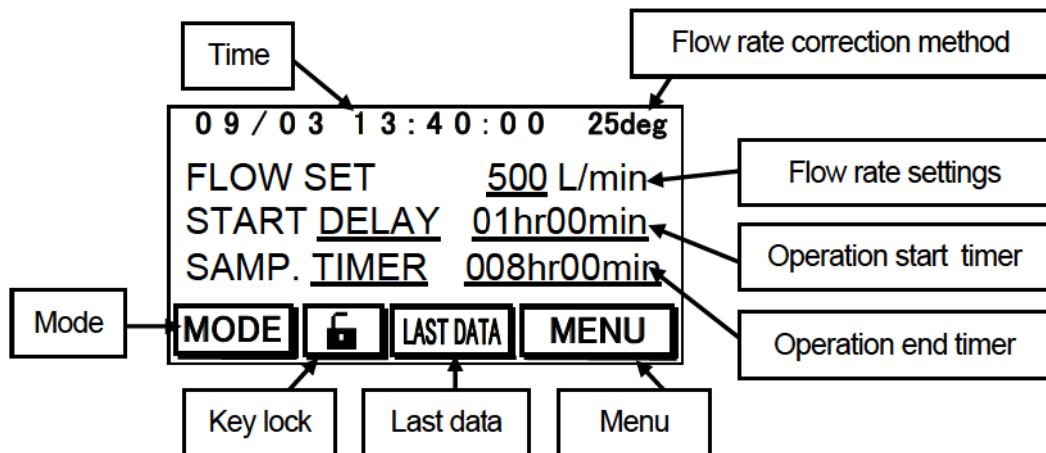 Time
Flow rate correction method
09/03 13:40:00 25deg
FLOW SET 500 L/min
Flow rate settings
START DELAY 01hr00min
Operation start timer
SAMP. TIMER 008hr00min
Operation end timer
Mode
MODE LAST DATA MENU
Key lock
Last data
Menu